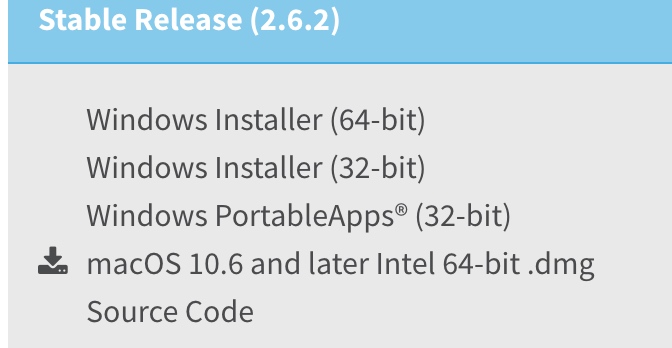 Stable Release (2.6.2)
Windows Installer (64-bit)
Windows Installer (32-bit)
Windows PortableApps® (32-bit)
macOS 10.6 and later Intel 64-bit .dmg
Source Code